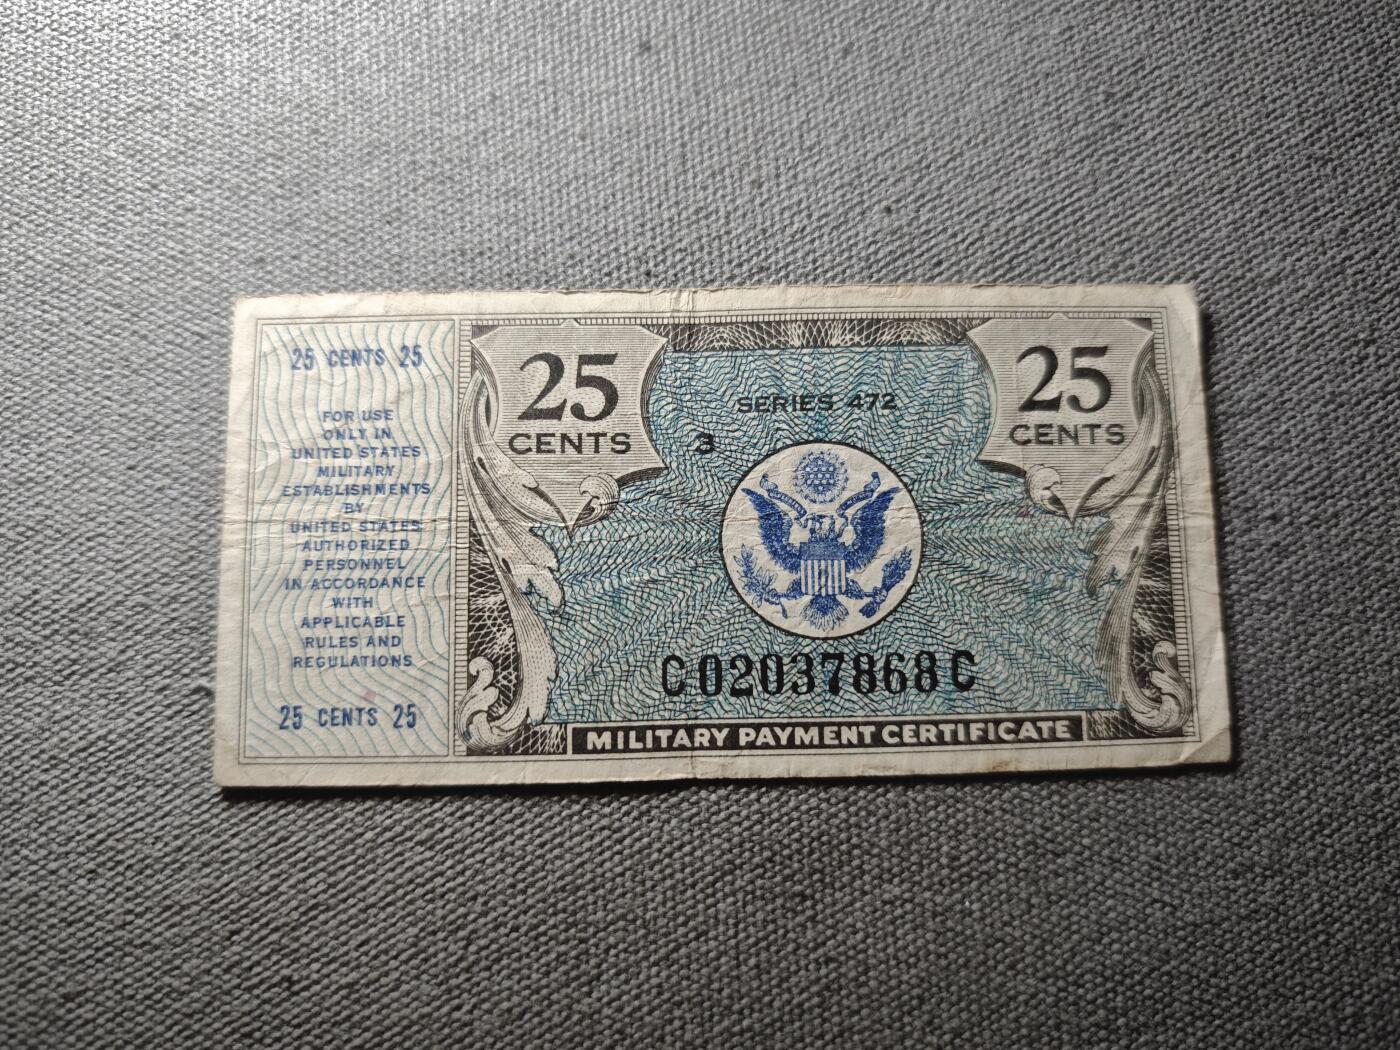 25 CENTS 25
FOR USE
ONLY IN
UNITED STATES
MILITARY
ESTABLISHMENTS
BY
UNITED STATES
AUTHORIZED
PERSONNEL
IN ACCORDANCE
WITH
APPLICABLE
RULES AND
REGULATIONS
25 CENTS 25
25
CENTS
SERIES 472
3
25
CENTS
C02037868C
MILITARY PAYMENT CERTIFICATE